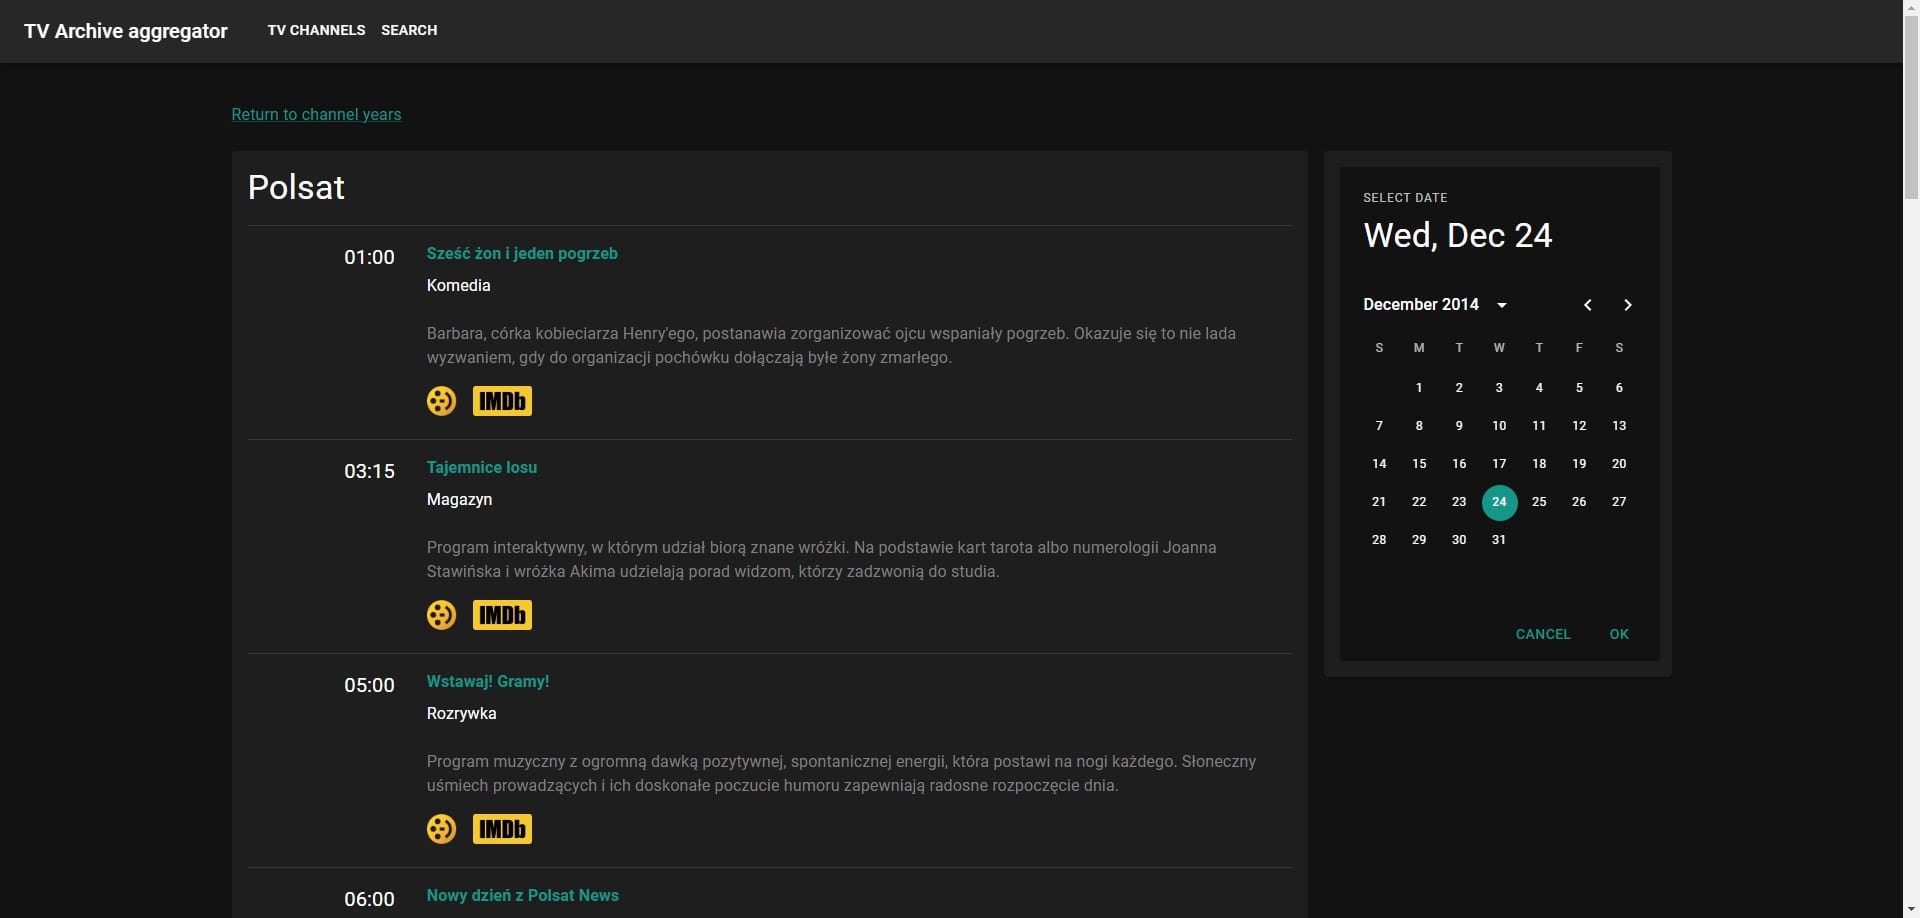 TV Archive aggregator
TV CHANNELS
SEARCH
Return to channel years
Polsat
01:00
Sześć żon i jeden pogrzeb
Komedia
Barbara, córka kobieciarza Henry'ego, postanawia zorganizować ojcu wspaniały pogrzeb. Okazuje się to nie lada
wyzwaniem, gdy do organizacji pochówku dołączają byłe żony zmarłego.
IMDb
03:15
Tajemnice losu
Magazyn
Program interaktywny, w którym udział biorą znane wróżki. Na podstawie kart tarota albo numerologii Joanna
Stawińska i wróżka Akima udzielają porad widzom, którzy zadzwonią do studia.
IMDb
05:00
Wstawaj! Gramy!
Rozrywka
Program muzyczny z ogromną dawką pozytywnej, spontanicznej energii, która postawi na nogi każdego. Słoneczny
uśmiech prowadzących i ich doskonałe poczucie humoru zapewniają radosne rozpoczęcie dnia.
IMDb
06:00
Nowy dzień z Polsat News
SELECT DATE
Wed, Dec 24
December 2014
S M T W T F S
1 2 3 4 5 6
7 8 9 10 11 12 13
14 15 16 17 18 19 20
21 22 23 24 25 26 27
28 29 30 31
CANCEL OK